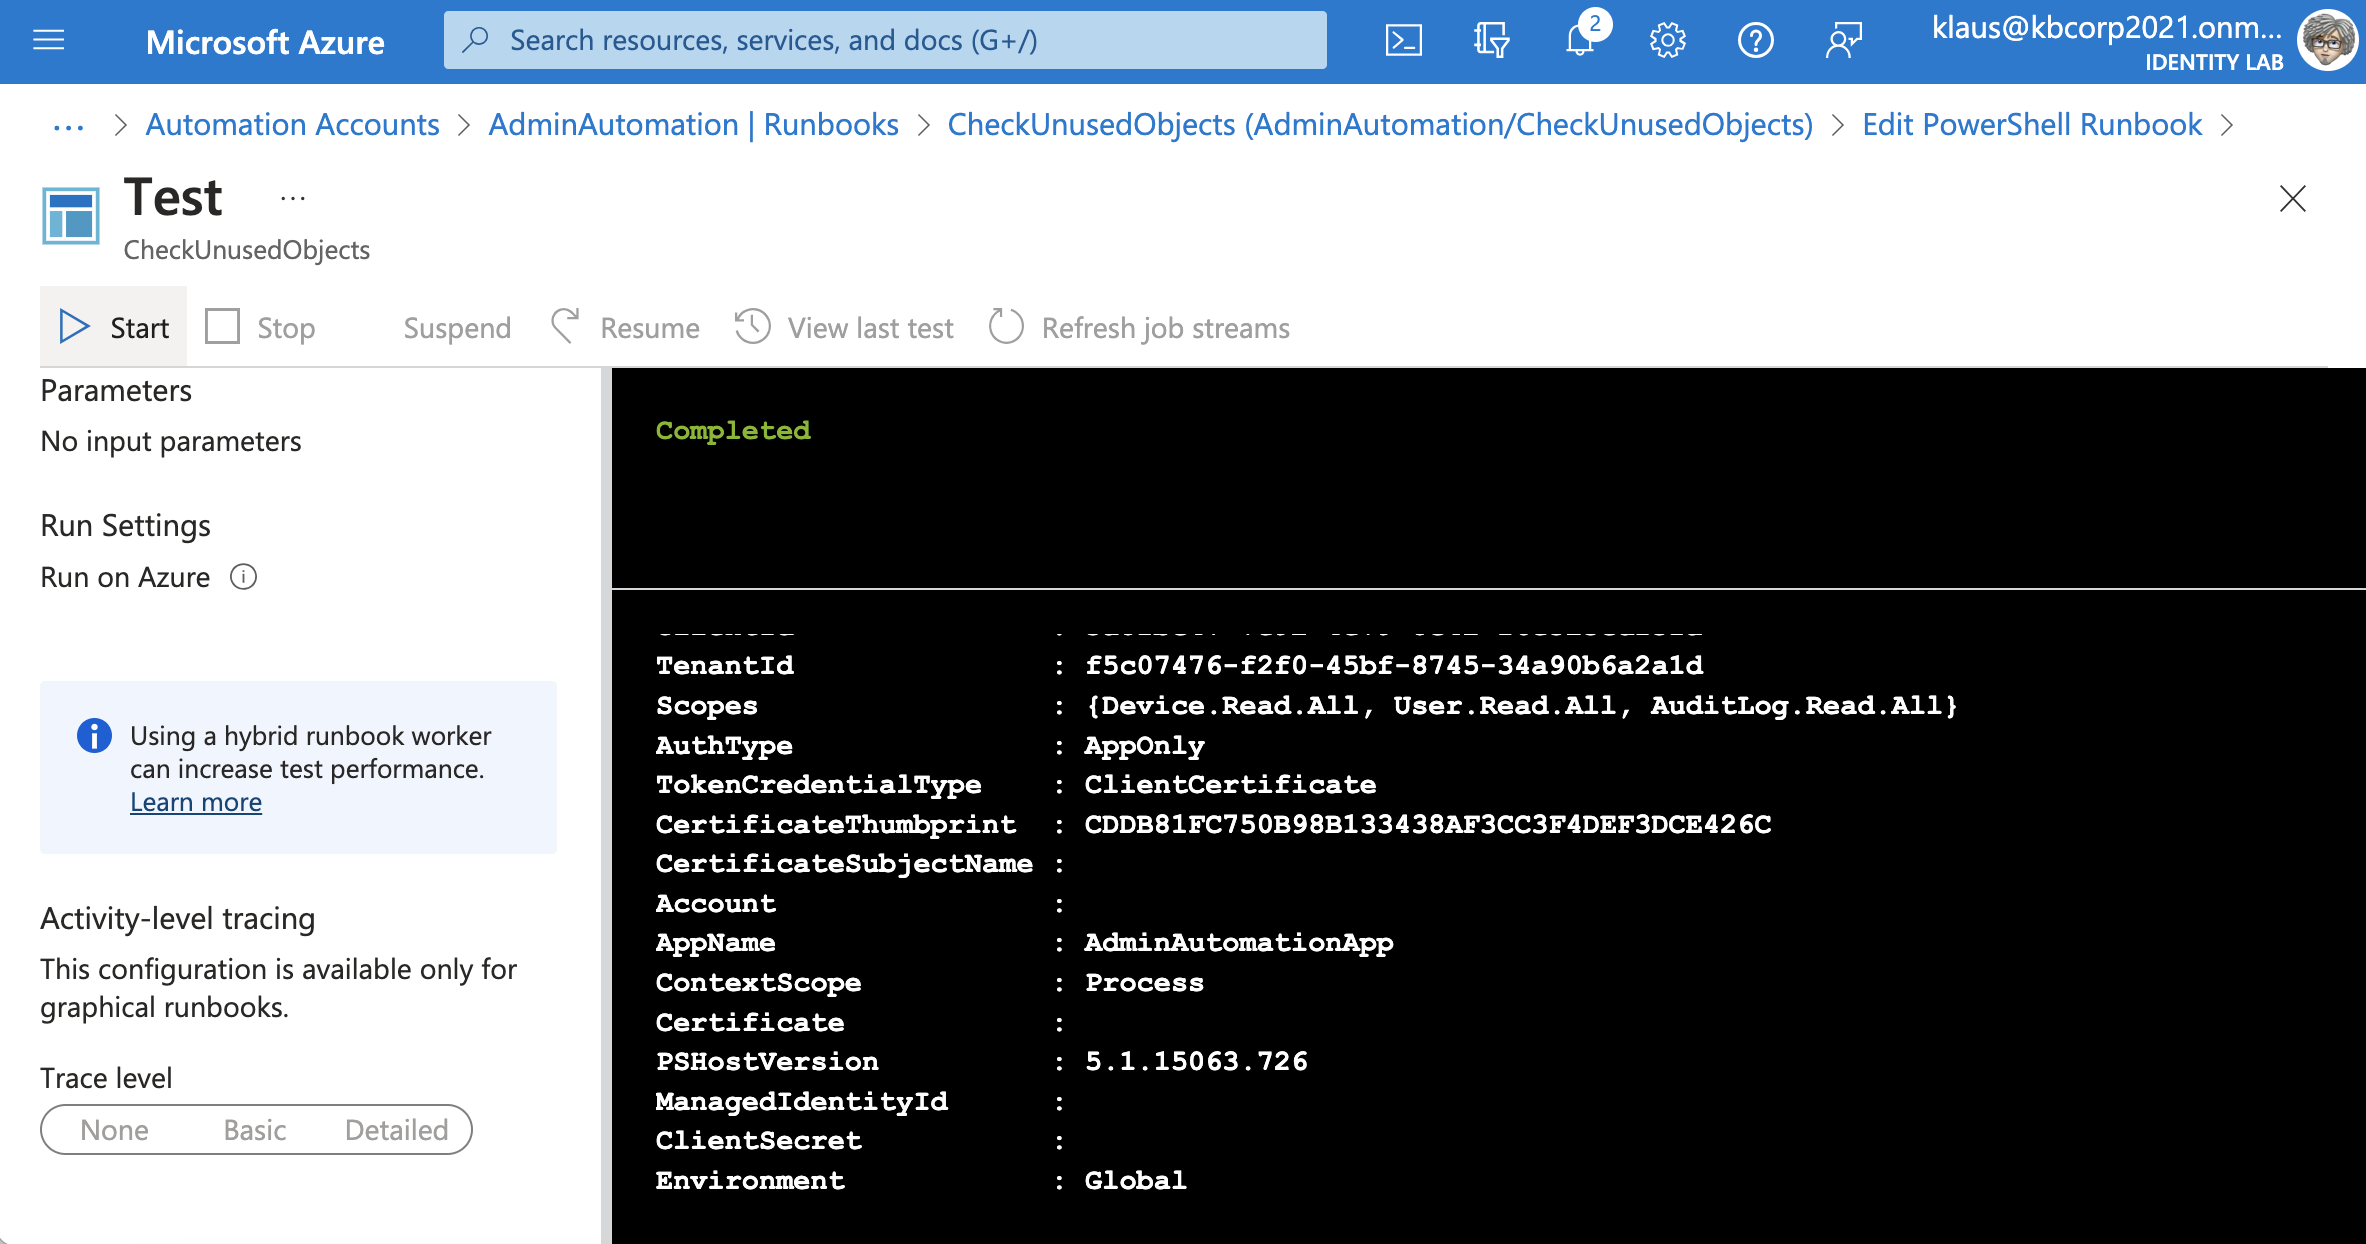 Microsoft Azure
Search resources, services, and docs (G+/)
2
klaus@kbcorp2021.onm...
IDENTITY LAB
... > Automation Accounts > AdminAutomation | Runbooks > CheckUnusedObjects (AdminAutomation/CheckUnusedObjects) > Edit PowerShell Runbook >
Test ...
CheckUnusedObjects
Start Stop Suspend Resume View last test Refresh job streams
Parameters
No input parameters
Run Settings
Run on Azure
Using a hybrid runbook worker
can increase test performance.
Learn more
Activity-level tracing
This configuration is available only for
graphical runbooks.
Trace level
None Basic Detailed
Completed
TenantId : f5c07476-f2f0-45bf-8745-34a90b6a2a1d
Scopes : {Device.Read.All, User.Read.All, AuditLog.Read.All}
AuthType : AppOnly
TokenCredentialType : ClientCertificate
CertificateThumbprint : CDDB81FC750B98B133438AF3CC3F4DEF3DCE426C
CertificateSubjectName :
Account :
AppName : AdminAutomationApp
ContextScope : Process
Certificate :
PSHostVersion : 5.1.15063.726
ManagedIdentityId :
ClientSecret :
Environment : Global